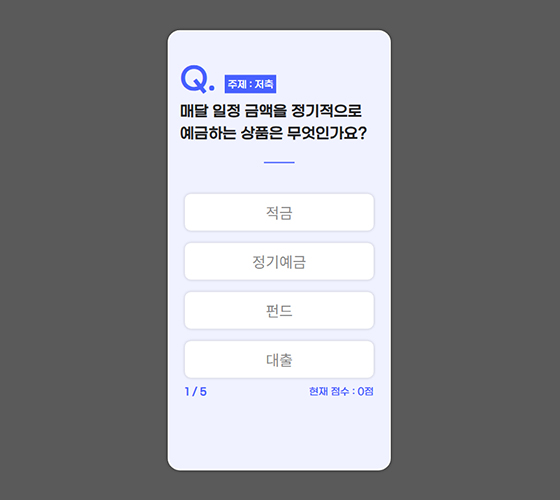 Q. 주제 : 저축
매달 일정 금액을 정기적으로
예금하는 상품은 무엇인가요?
적금
정기예금
펀드
대출
1 / 5 현재 점수 : 0점